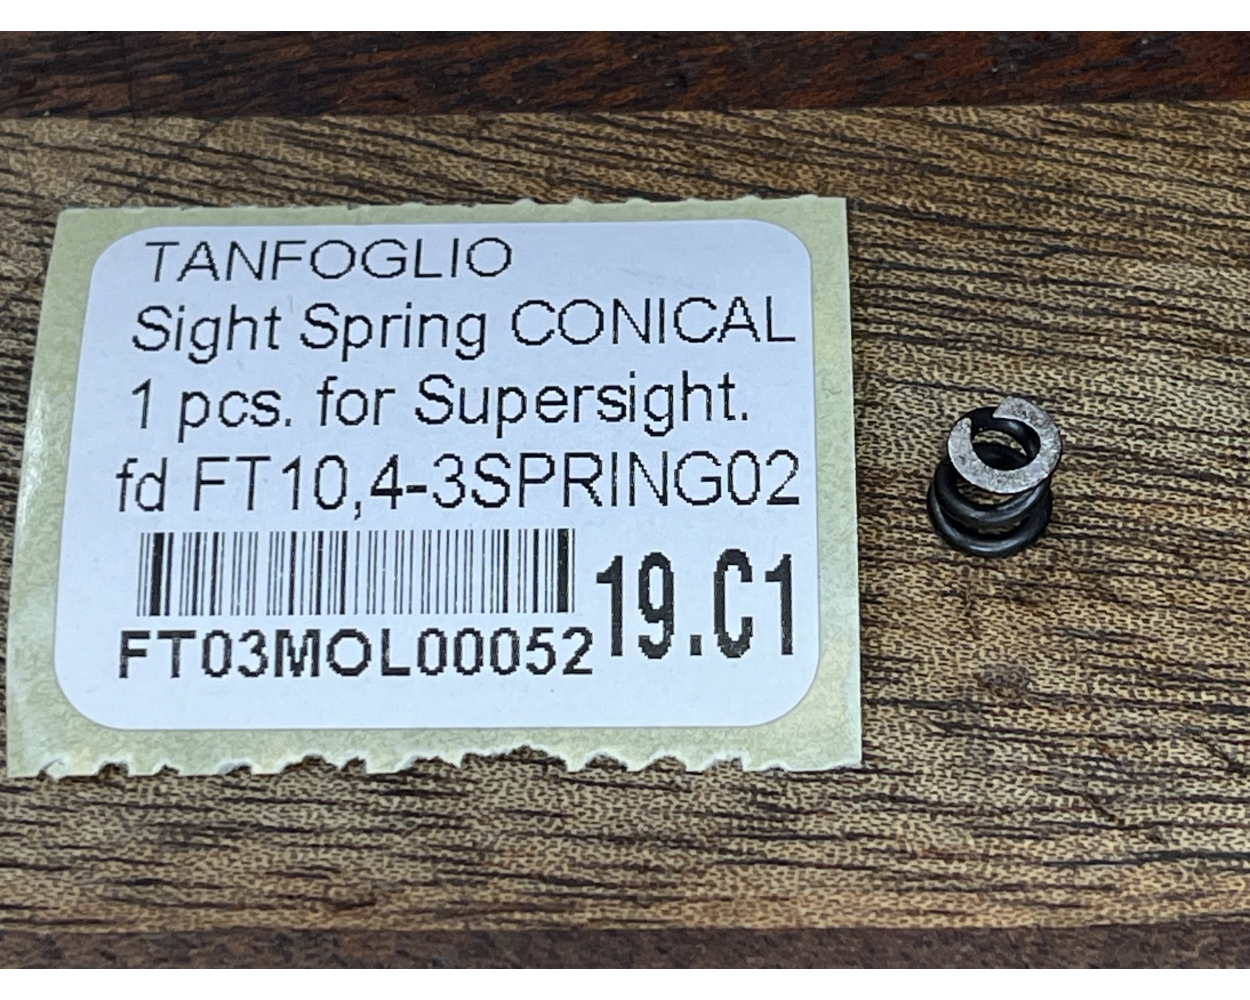 TANFOGLIO
Sight Spring CONICAL
1 pcs. for Supersight.
fd FT10,4-3SPRING02
19.C1
FT03MOL00052